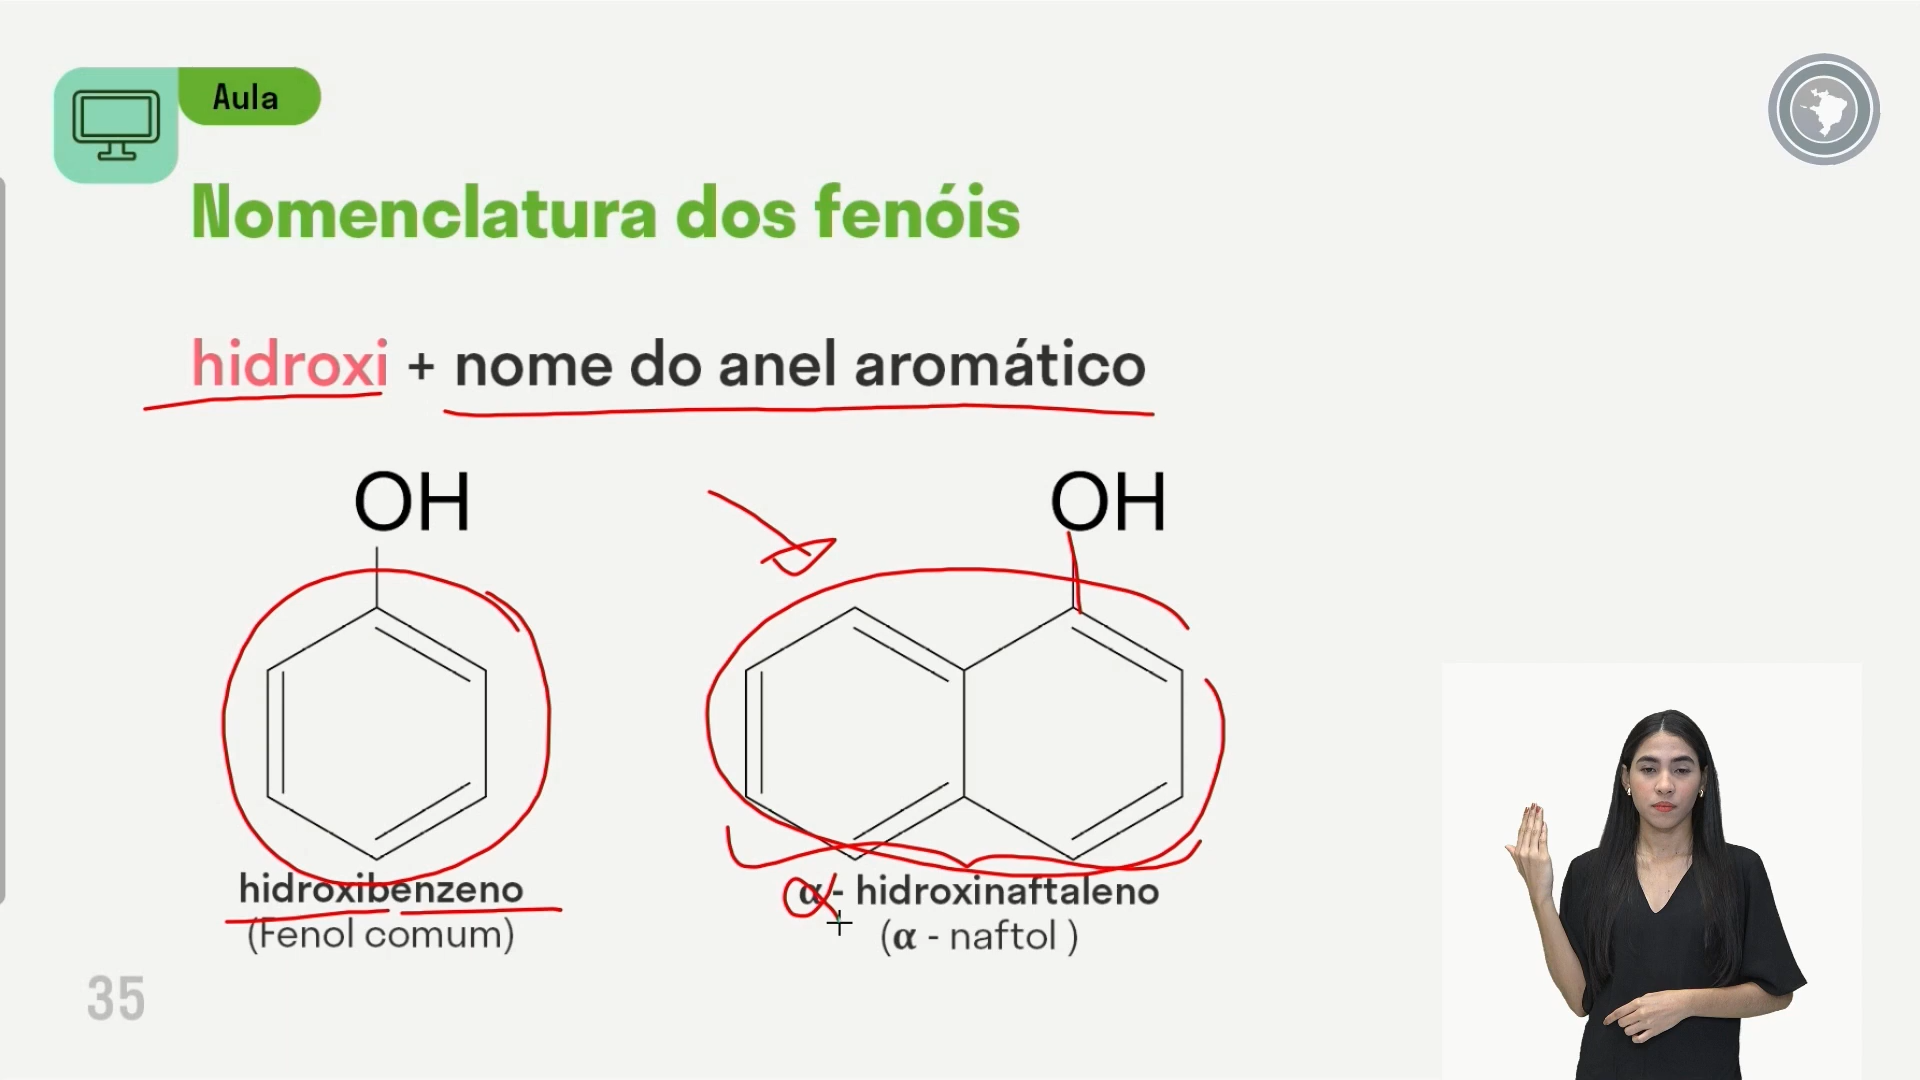 Aula
Nomenclatura dos fenóis
hidroxi + nome do anel aromático
OH
OH
hidroxibenzeno
(Fenol comum)
α
α - hidroxinaftaleno
(α - naftol )
35